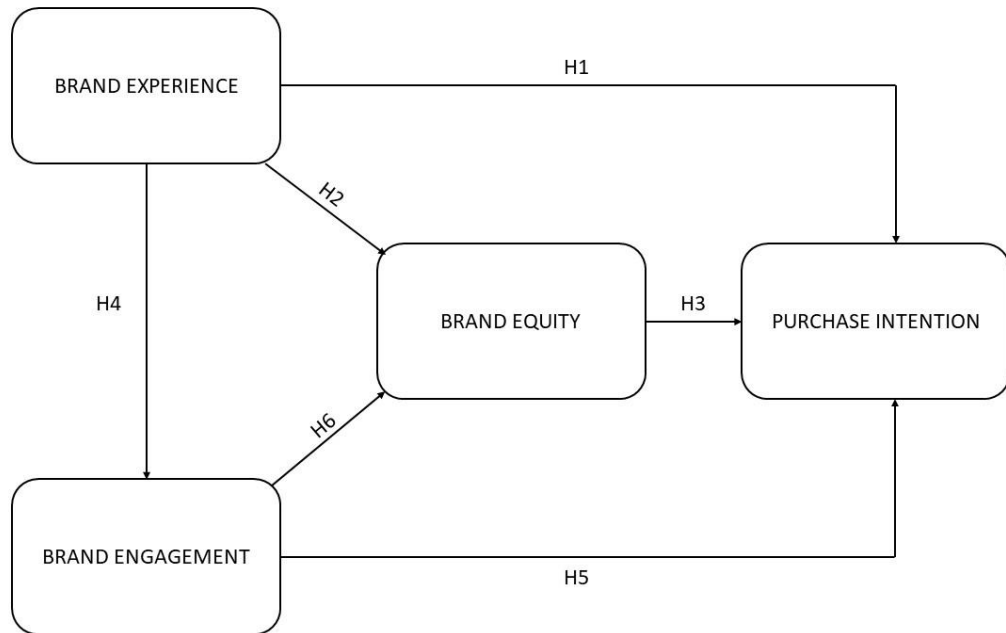 BRAND EXPERIENCE
H1
H2
H4
BRAND EQUITY
H3
PURCHASE INTENTION
H6
BRAND ENGAGEMENT
H5